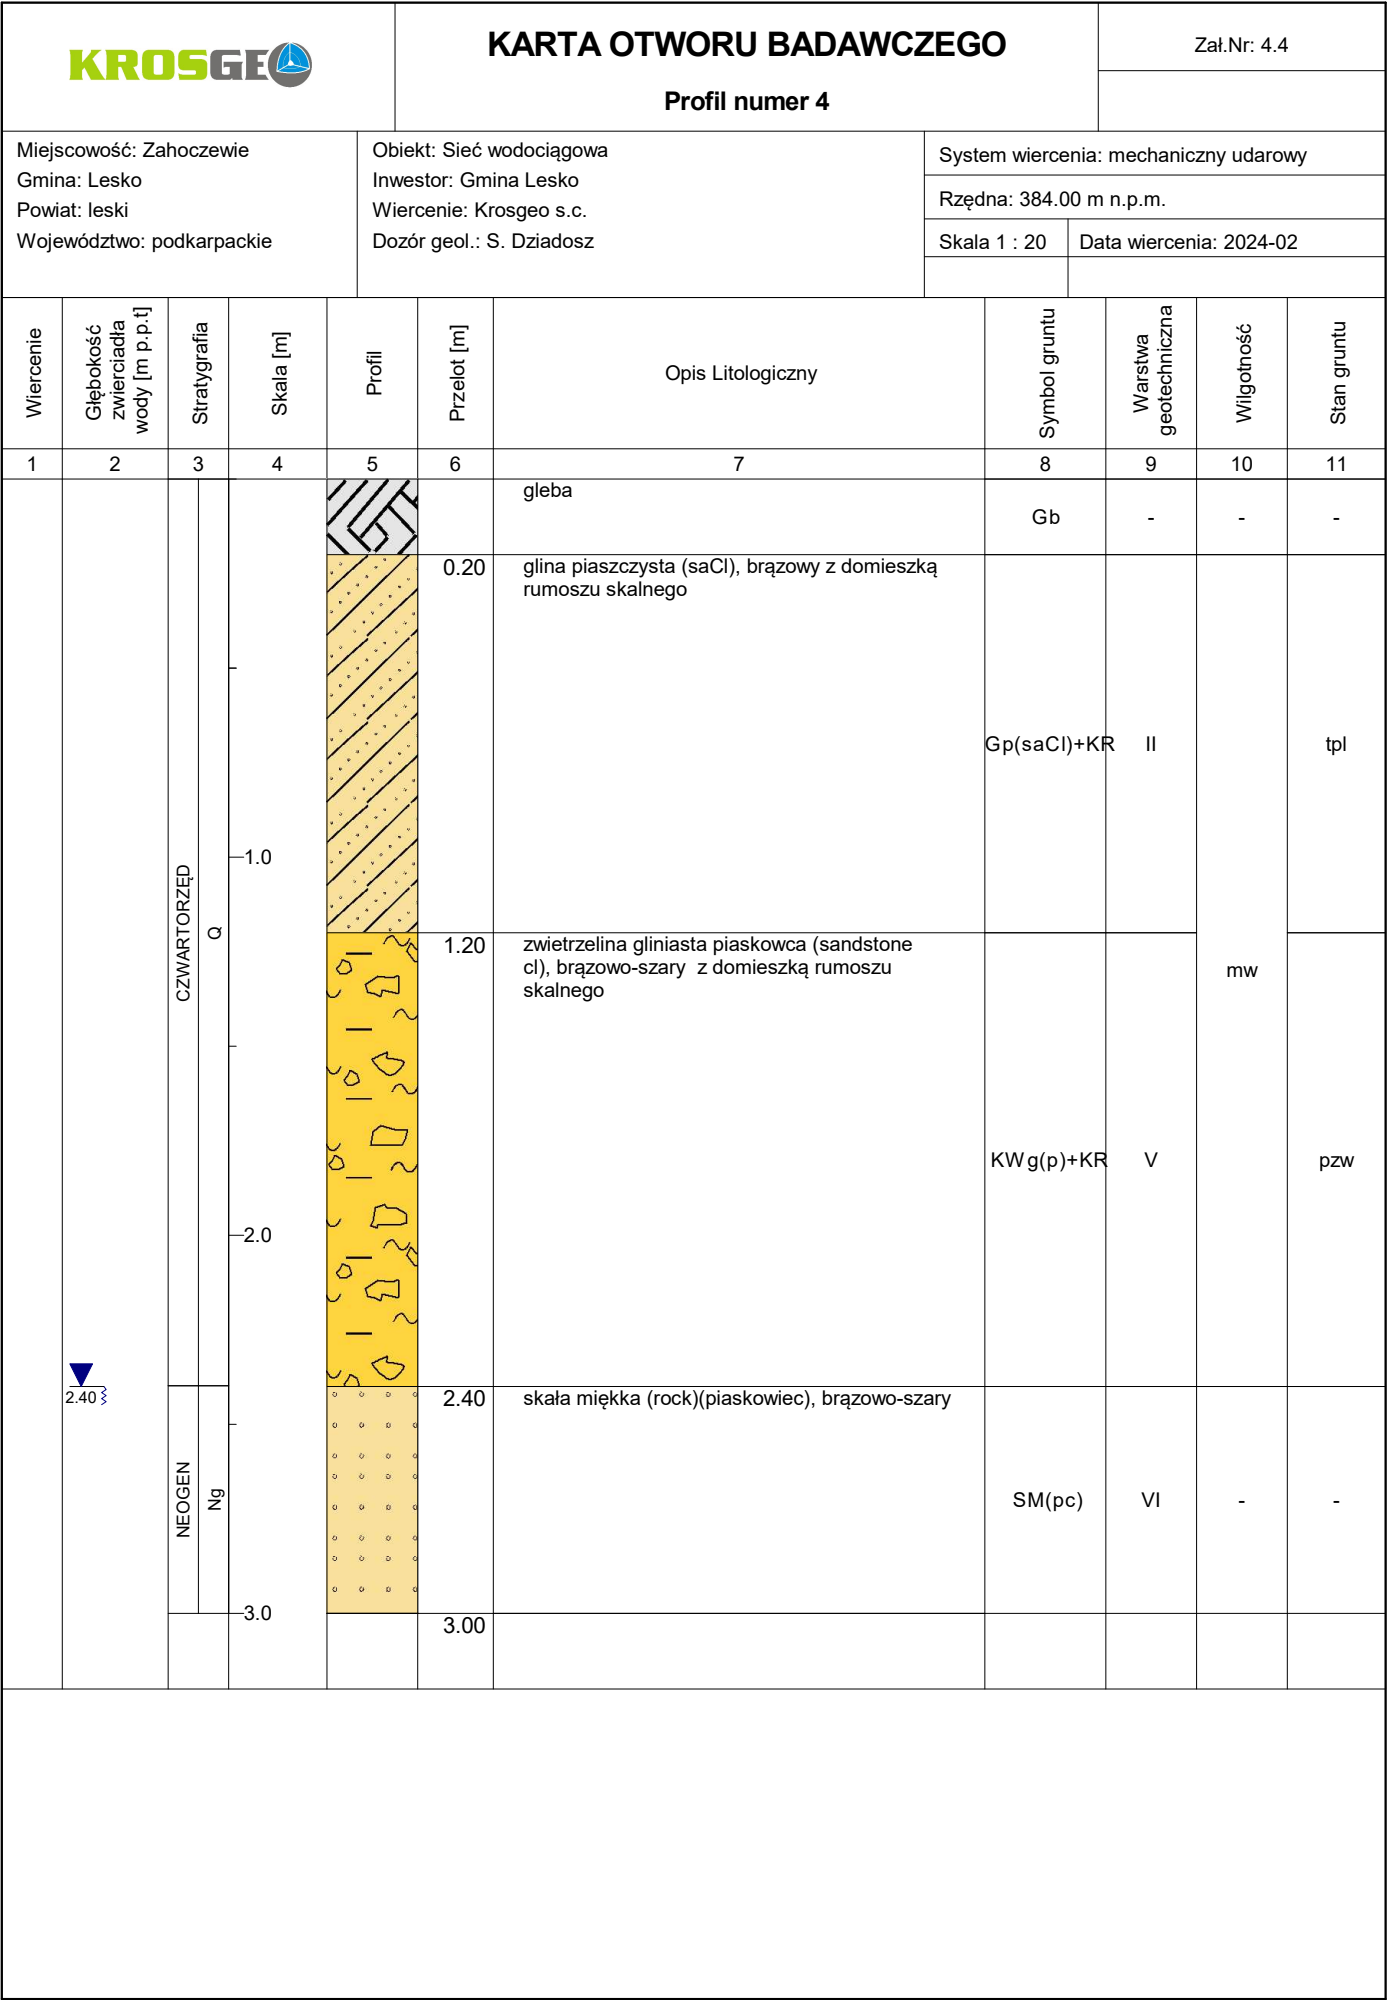 KROSGEO
KARTA OTWORU BADAWCZEGO
Profil numer 4
Zał.Nr: 4.4
Miejscowość: Zahoczewie
Gmina: Lesko
Powiat: leski
Województwo: podkarpackie
Obiekt: Sieć wodociągowa
Inwestor: Gmina Lesko
Wiercenie: Krosgeo s.c.
Dozór geol.: S. Dziadosz
System wiercenia: mechaniczny udarowy
Rzędna: 384.00 m n.p.m.
Skala 1 : 20
Data wiercenia: 2024-02
Wiercenie
Głębokość
zwierciadła
wody [m p.p.t]
Stratygrafia
Skala [m]
Profil
Przelot [m]
Opis Litologiczny
Symbol gruntu
Warstwa
geotechniczna
Wilgotność
Stan gruntu
1 2 3 4 5 6 7 8 9 10 11
gleba
Gb - - -
0.20
glina piaszczysta (saCl), brązowy z domieszką
rumoszu skalnego
Gp(saCl)+KR II tpl
1.0
CZWARTORZĘD
Q
1.20
zwietrzelina gliniasta piaskowca (sandstone
cl), brązowo-szary z domieszką rumoszu
skalnego
mw
KWg(p)+KR V pzw
2.0
2.40
2.40
skała miękka (rock)(piaskowiec), brązowo-szary
NEOGEN
Ng
SM(pc) VI - -
3.0
3.00